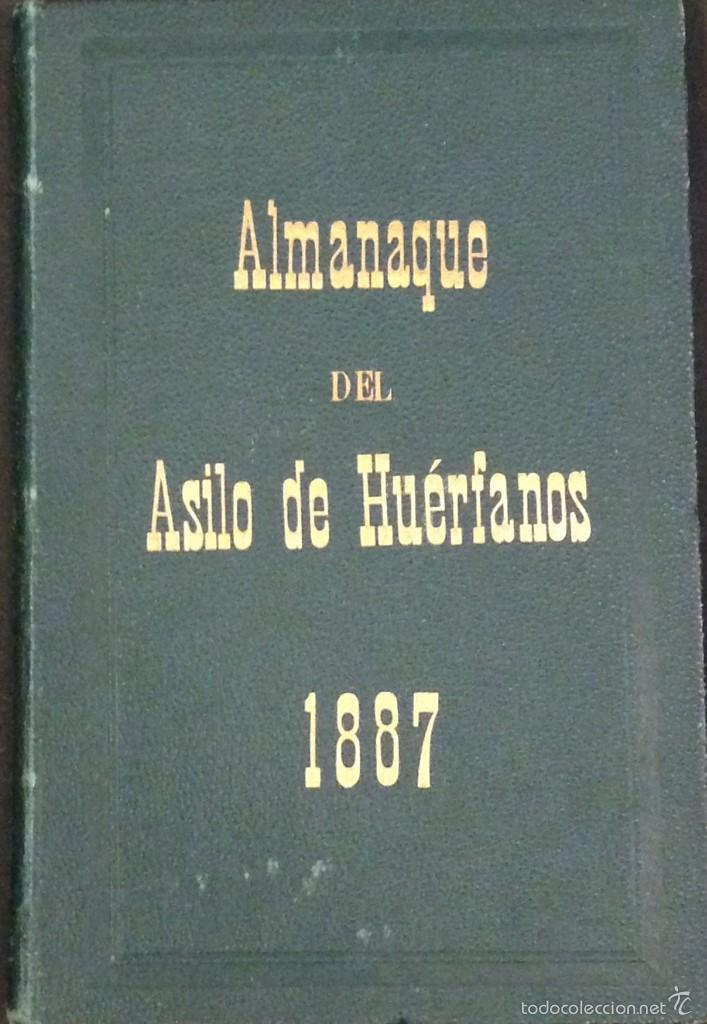 Almanaque
DEL
Asilo de Huérfanos
1887
todocoleccion.net